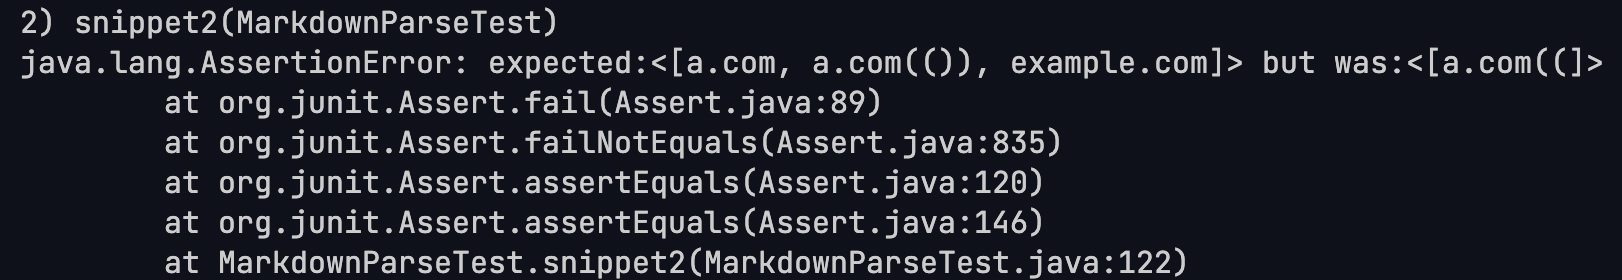 2) snippet2(MarkdownParseTest)
java.lang.AssertionError: expected:<[a.com, a.com(()), example.com]> but was:<[a.com((]>
at org.junit.Assert.fail(Assert.java:89)
at org.junit.Assert.failNotEquals(Assert.java:835)
at org.junit.Assert.assertEquals(Assert.java:120)
at org.junit.Assert.assertEquals(Assert.java:146)
at MarkdownParseTest.snippet2(MarkdownParseTest.java:122)